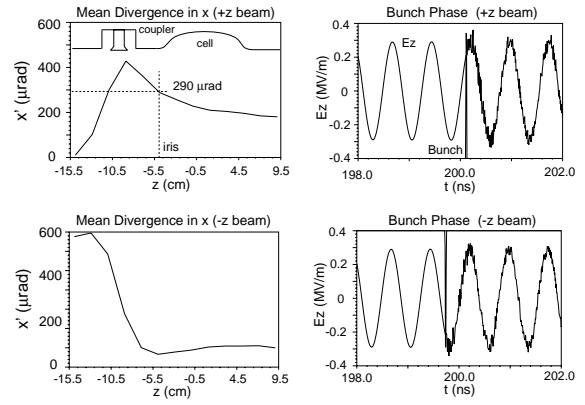 Mean Divergence in x (+z beam)
600
400
200
0
x' (μrad)
coupler
cell
290 μrad
iris
-15.5 -10.5 -5.5 -0.5 4.5 9.5
z (cm)
Bunch Phase (+z beam)
0.4
0.2
0
-0.2
-0.4
Ez (MV/m)
Ez
Bunch
198.0 200.0 202.0
t (ns)
Mean Divergence in x (-z beam)
600
400
200
0
x' (μrad)
-15.5 -10.5 -5.5 -0.5 4.5 9.5
z (cm)
Bunch Phase (-z beam)
0.4
0.2
0
-0.2
-0.4
Ez (MV/m)
198.0 200.0 202.0
t (ns)